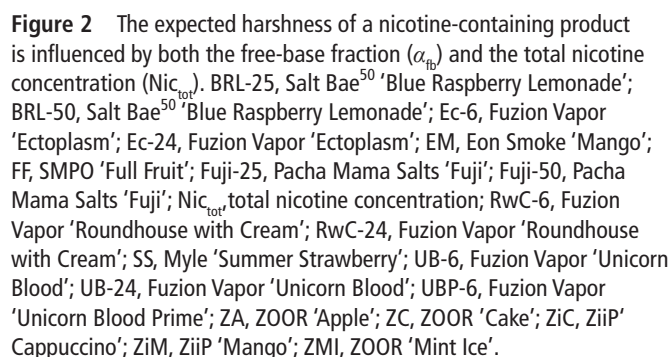 Figure 2 The expected harshness of a nicotine-containing product
is influenced by both the free-base fraction (αfb) and the total nicotine
concentration (Nictot). BRL-25, Salt Bae50 ‘Blue Raspberry Lemonade’;
BRL-50, Salt Bae50 ‘Blue Raspberry Lemonade’; Ec-6, Fuzion Vapor
‘Ectoplasm’; Ec-24, Fuzion Vapor ‘Ectoplasm’; EM, Eon Smoke ‘Mango’;
FF, SMPO ‘Full Fruit’; Fuji-25, Pacha Mama Salts ‘Fuji’; Fuji-50, Pacha
Mama Salts ‘Fuji’; Nictot,total nicotine concentration; RwC-6, Fuzion
Vapor ‘Roundhouse with Cream’; RwC-24, Fuzion Vapor ‘Roundhouse
with Cream’; SS, Myle ‘Summer Strawberry’; UB-6, Fuzion Vapor ‘Unicorn
Blood’; UB-24, Fuzion Vapor ‘Unicorn Blood’; UBP-6, Fuzion Vapor
‘Unicorn Blood Prime’; ZA, ZOOR ‘Apple’; ZC, ZOOR ‘Cake’; ZiC, ZiiP‘
Cappuccino’; ZiM, ZiiP ‘Mango’; ZMI, ZOOR ‘Mint Ice’.